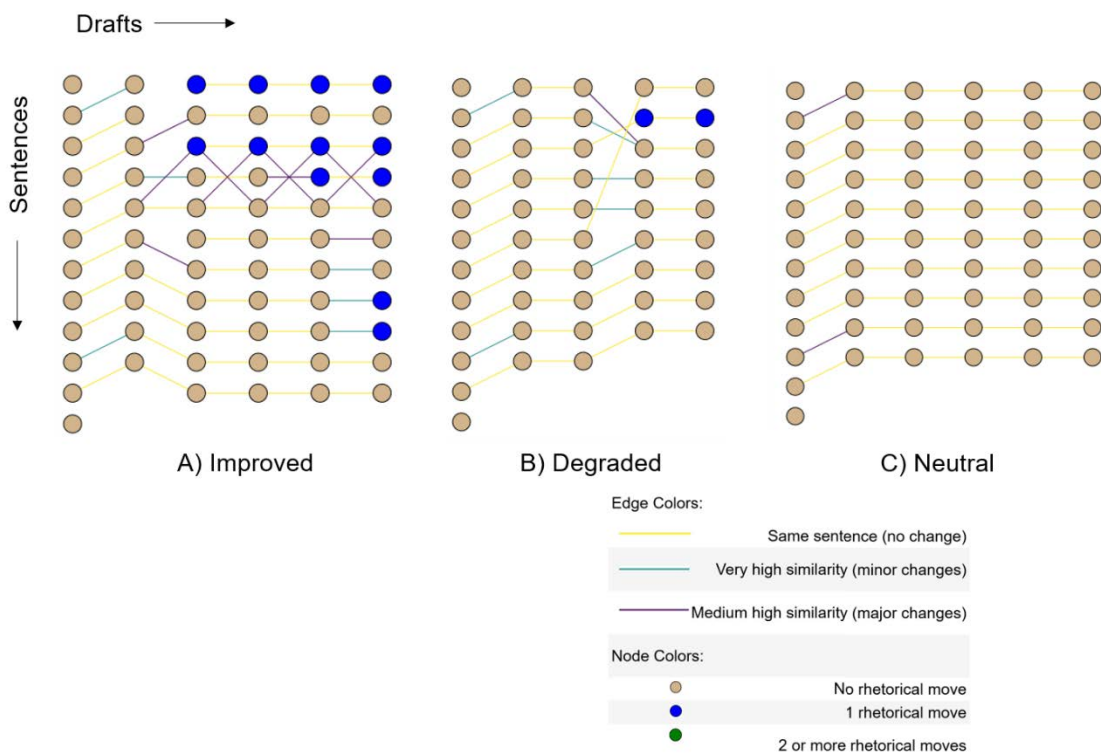 Drafts
Sentences
A) Improved
B) Degraded
C) Neutral
Edge Colors:
Same sentence (no change)
Very high similarity (minor changes)
Medium high similarity (major changes)
Node Colors:
No rhetorical move
1 rhetorical move
2 or more rhetorical moves